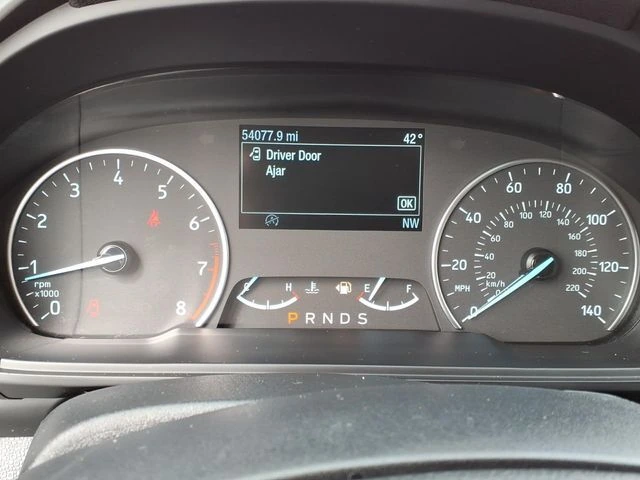 54077.9 mi 42°
Driver Door
Ajar
OK
NW
0 1 2 3 4 5 6 7 8
rpm
x1000
C H E F
P R N D S
0 20 40 60 80 100 120 140
MPH
0 20 40 60 80 100 120 140 160 180 200 220
km/h